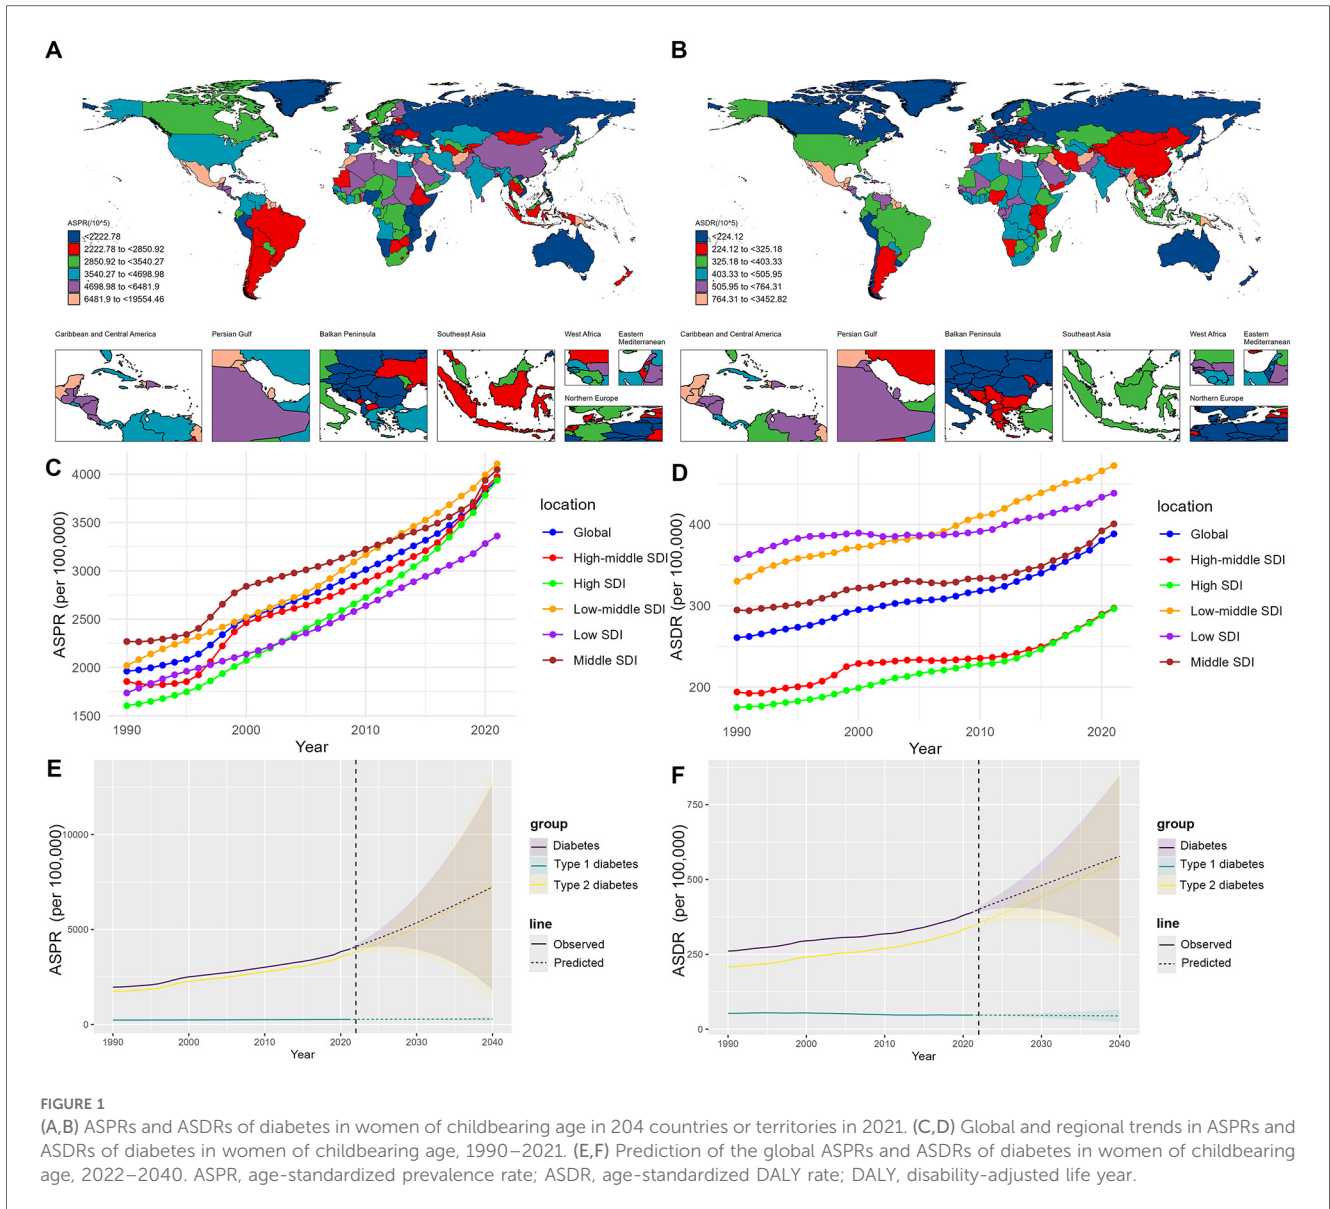 A
ASPR(/10^5)
<2222.78
2222.78 to <2850.92
2850.92 to <3540.27
3540.27 to <4698.98
4698.98 to <6481.9
6481.9 to <19554.46
Caribbean and Central America
Persian Gulf
Balkan Peninsula
Southeast Asia
West Africa
Eastern
Mediterranean
Northern Europe
B
ASDR(/10^5)
<224.12
224.12 to <325.18
325.18 to <403.33
403.33 to <505.95
505.95 to <764.31
764.31 to <3452.82
Caribbean and Central America
Persian Gulf
Balkan Peninsula
Southeast Asia
West Africa
Eastern
Mediterranean
Northern Europe
C
ASPR (per 100,000)
4000
3500
3000
2500
2000
1500
1990
2000
2010
2020
Year
location
Global
High-middle SDI
High SDI
Low-middle SDI
Low SDI
Middle SDI
D
ASDR (per 100,000)
400
300
200
1990
2000
2010
2020
Year
location
Global
High-middle SDI
High SDI
Low-middle SDI
Low SDI
Middle SDI
E
ASPR (per 100,000)
10000
5000
0
1990
2000
2010
2020
2030
2040
Year
group
Diabetes
Type 1 diabetes
Type 2 diabetes
line
Observed
Predicted
F
ASDR (per 100,000)
750
500
250
0
1990
2000
2010
2020
2030
2040
Year
group
Diabetes
Type 1 diabetes
Type 2 diabetes
line
Observed
Predicted
FIGURE 1
(A,B) ASPRs and ASDRs of diabetes in women of childbearing age in 204 countries or territories in 2021. (C,D) Global and regional trends in ASPRs and
ASDRs of diabetes in women of childbearing age, 1990–2021. (E,F) Prediction of the global ASPRs and ASDRs of diabetes in women of childbearing
age, 2022–2040. ASPR, age-standardized prevalence rate; ASDR, age-standardized DALY rate; DALY, disability-adjusted life year.